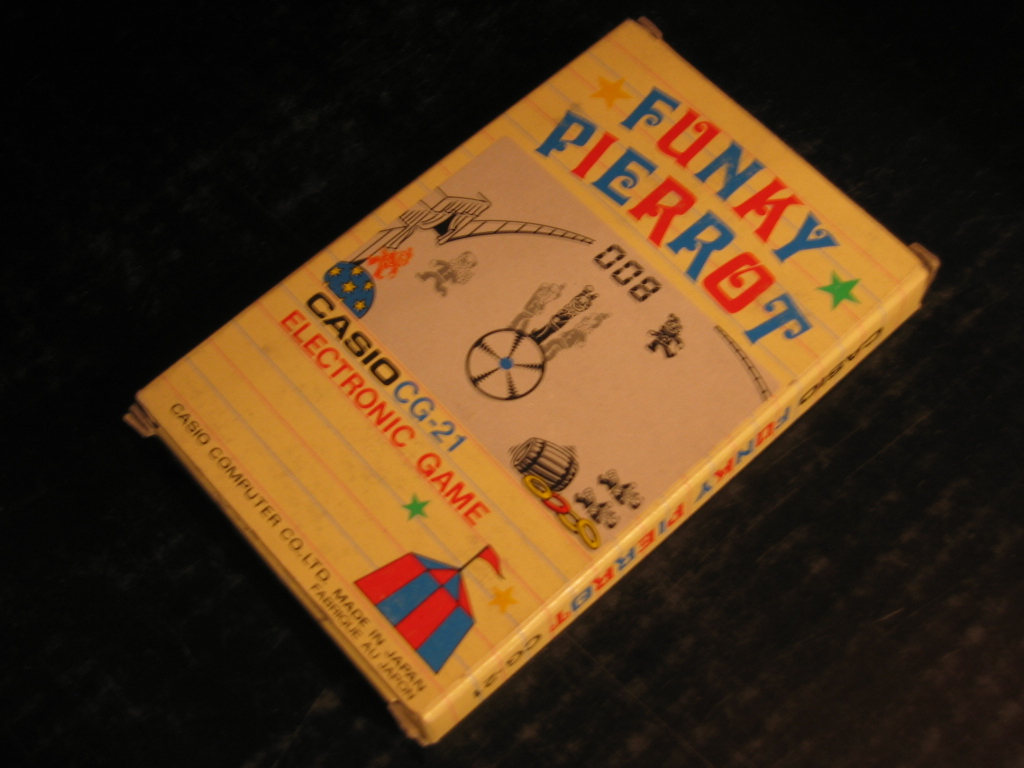 FUNKY
PIERROT
008
CASIO CG-21
ELECTRONIC GAME
CASIO COMPUTER CO.,LTD. MADE IN JAPAN
FABRIQUE AU JAPON
CASIO FUNKY PIERROT CG-21